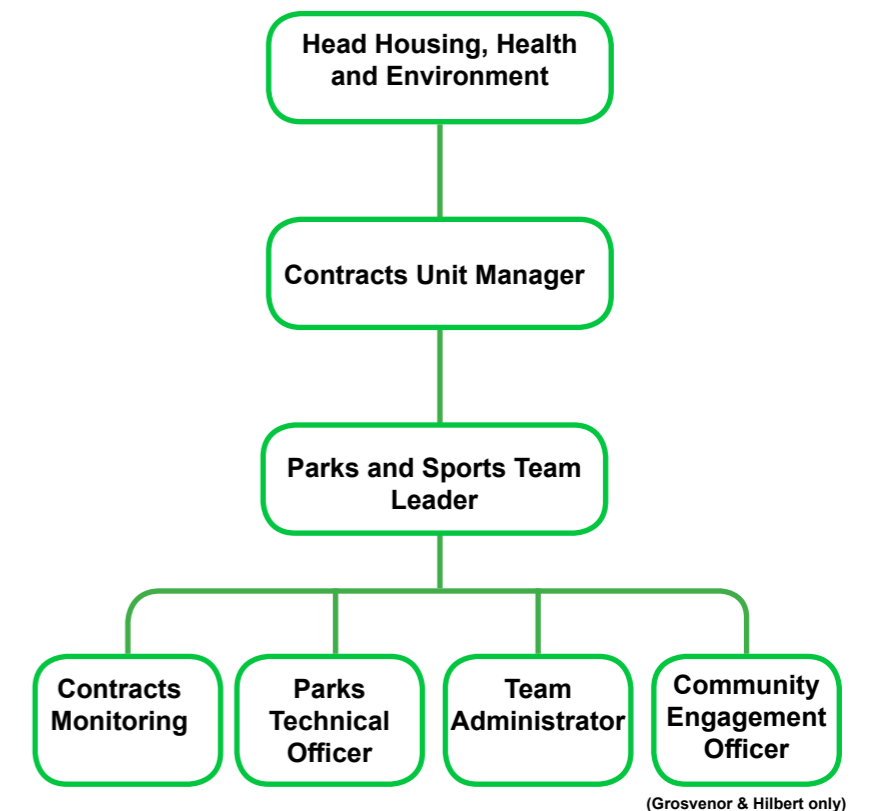 Head Housing, Health
and Environment
Contracts Unit Manager
Parks and Sports Team
Leader
Contracts
Monitoring
Parks
Technical
Officer
Team
Administrator
Community
Engagement
Officer
(Grosvenor & Hilbert only)